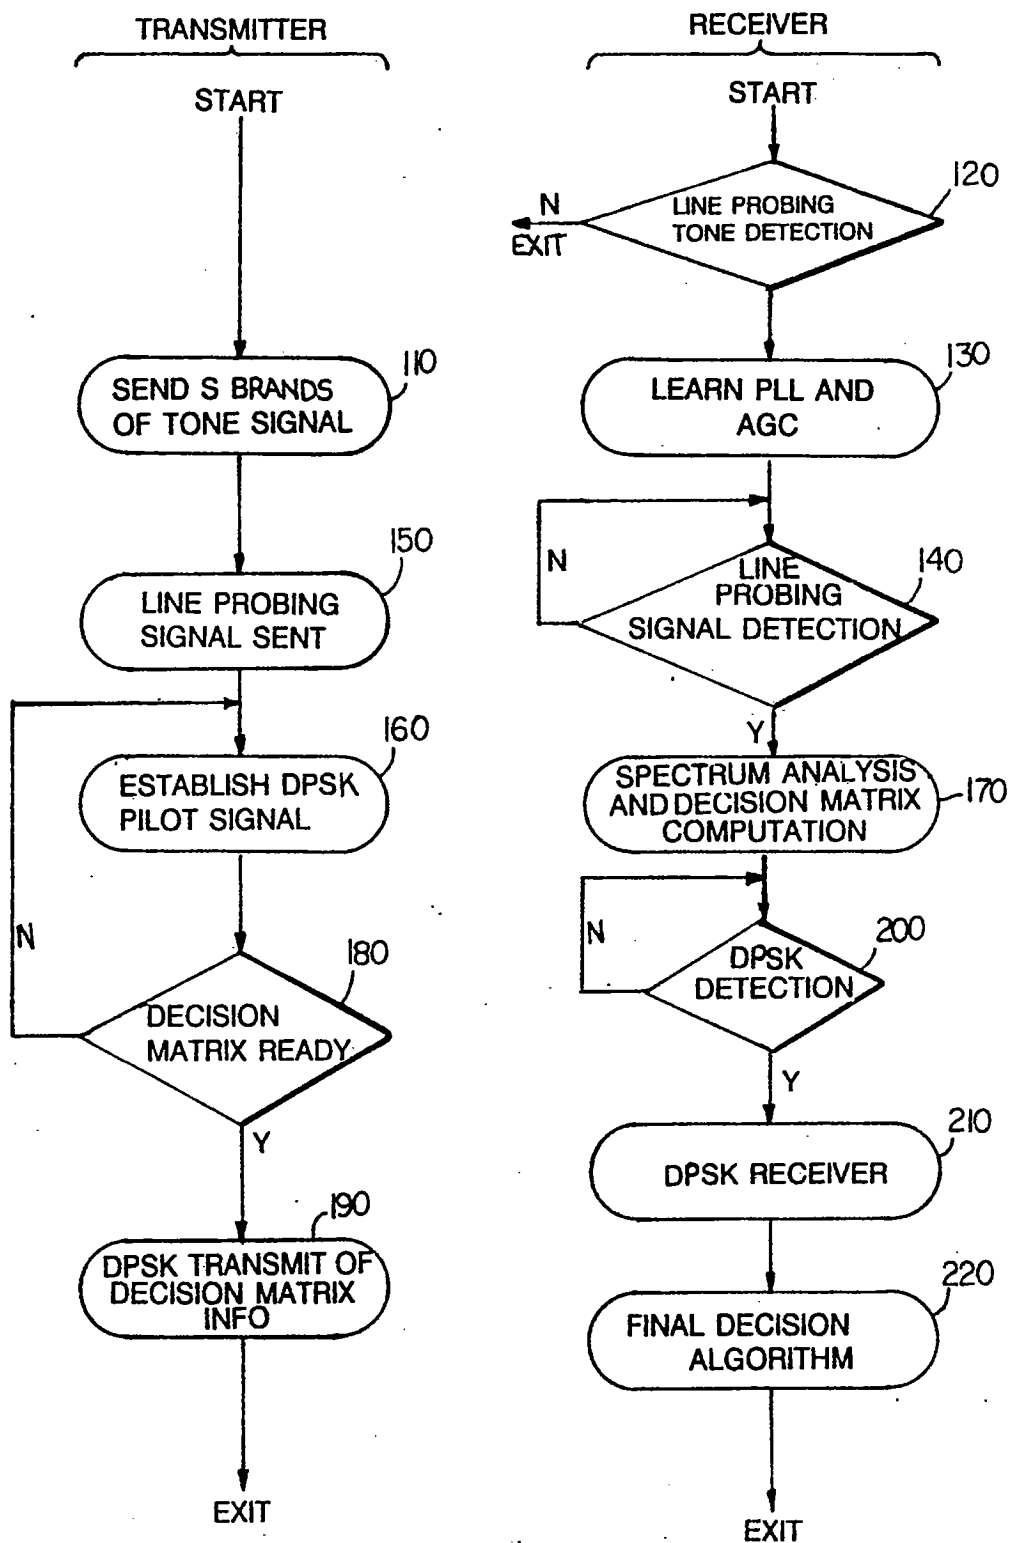 TRANSMITTER
START
110
SEND S BRANDS
OF TONE SIGNAL
150
LINE PROBING
SIGNAL SENT
160
ESTABLISH DPSK
PILOT SIGNAL
N
180
DECISION
MATRIX READY
Y
190
DPSK TRANSMIT OF
DECISION MATRIX
INFO
EXIT
RECEIVER
START
120
LINE PROBING
TONE DETECTION
N
EXIT
130
LEARN PLL AND
AGC
N
140
LINE
PROBING
SIGNAL DETECTION
Y
SPECTRUM ANALYSIS
AND DECISION MATRIX
COMPUTATION
170
N
200
DPSK
DETECTION
Y
210
DPSK RECEIVER
220
FINAL DECISION
ALGORITHM
EXIT